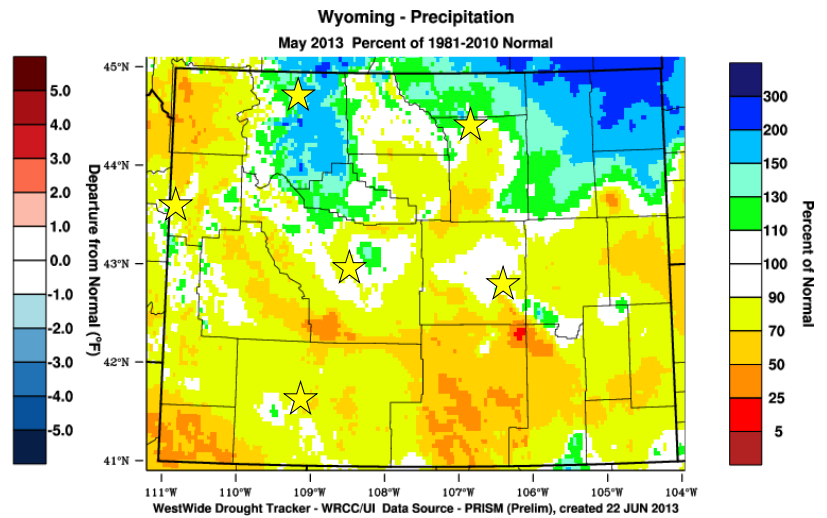 Wyoming - Precipitation
May 2013 Percent of 1981-2010 Normal
5.0
4.0
3.0
2.0
1.0
0.0
-1.0
-2.0
-3.0
-4.0
-5.0
Departure from Normal (°F)
45°N
44°N
43°N
42°N
41°N
111°W 110°W 109°W 108°W 107°W 106°W 105°W 104°W
300
200
150
130
110
100
90
70
50
25
5
Percent of Normal
WestWide Drought Tracker - WRCC/UI Data Source - PRISM (Prelim), created 22 JUN 2013